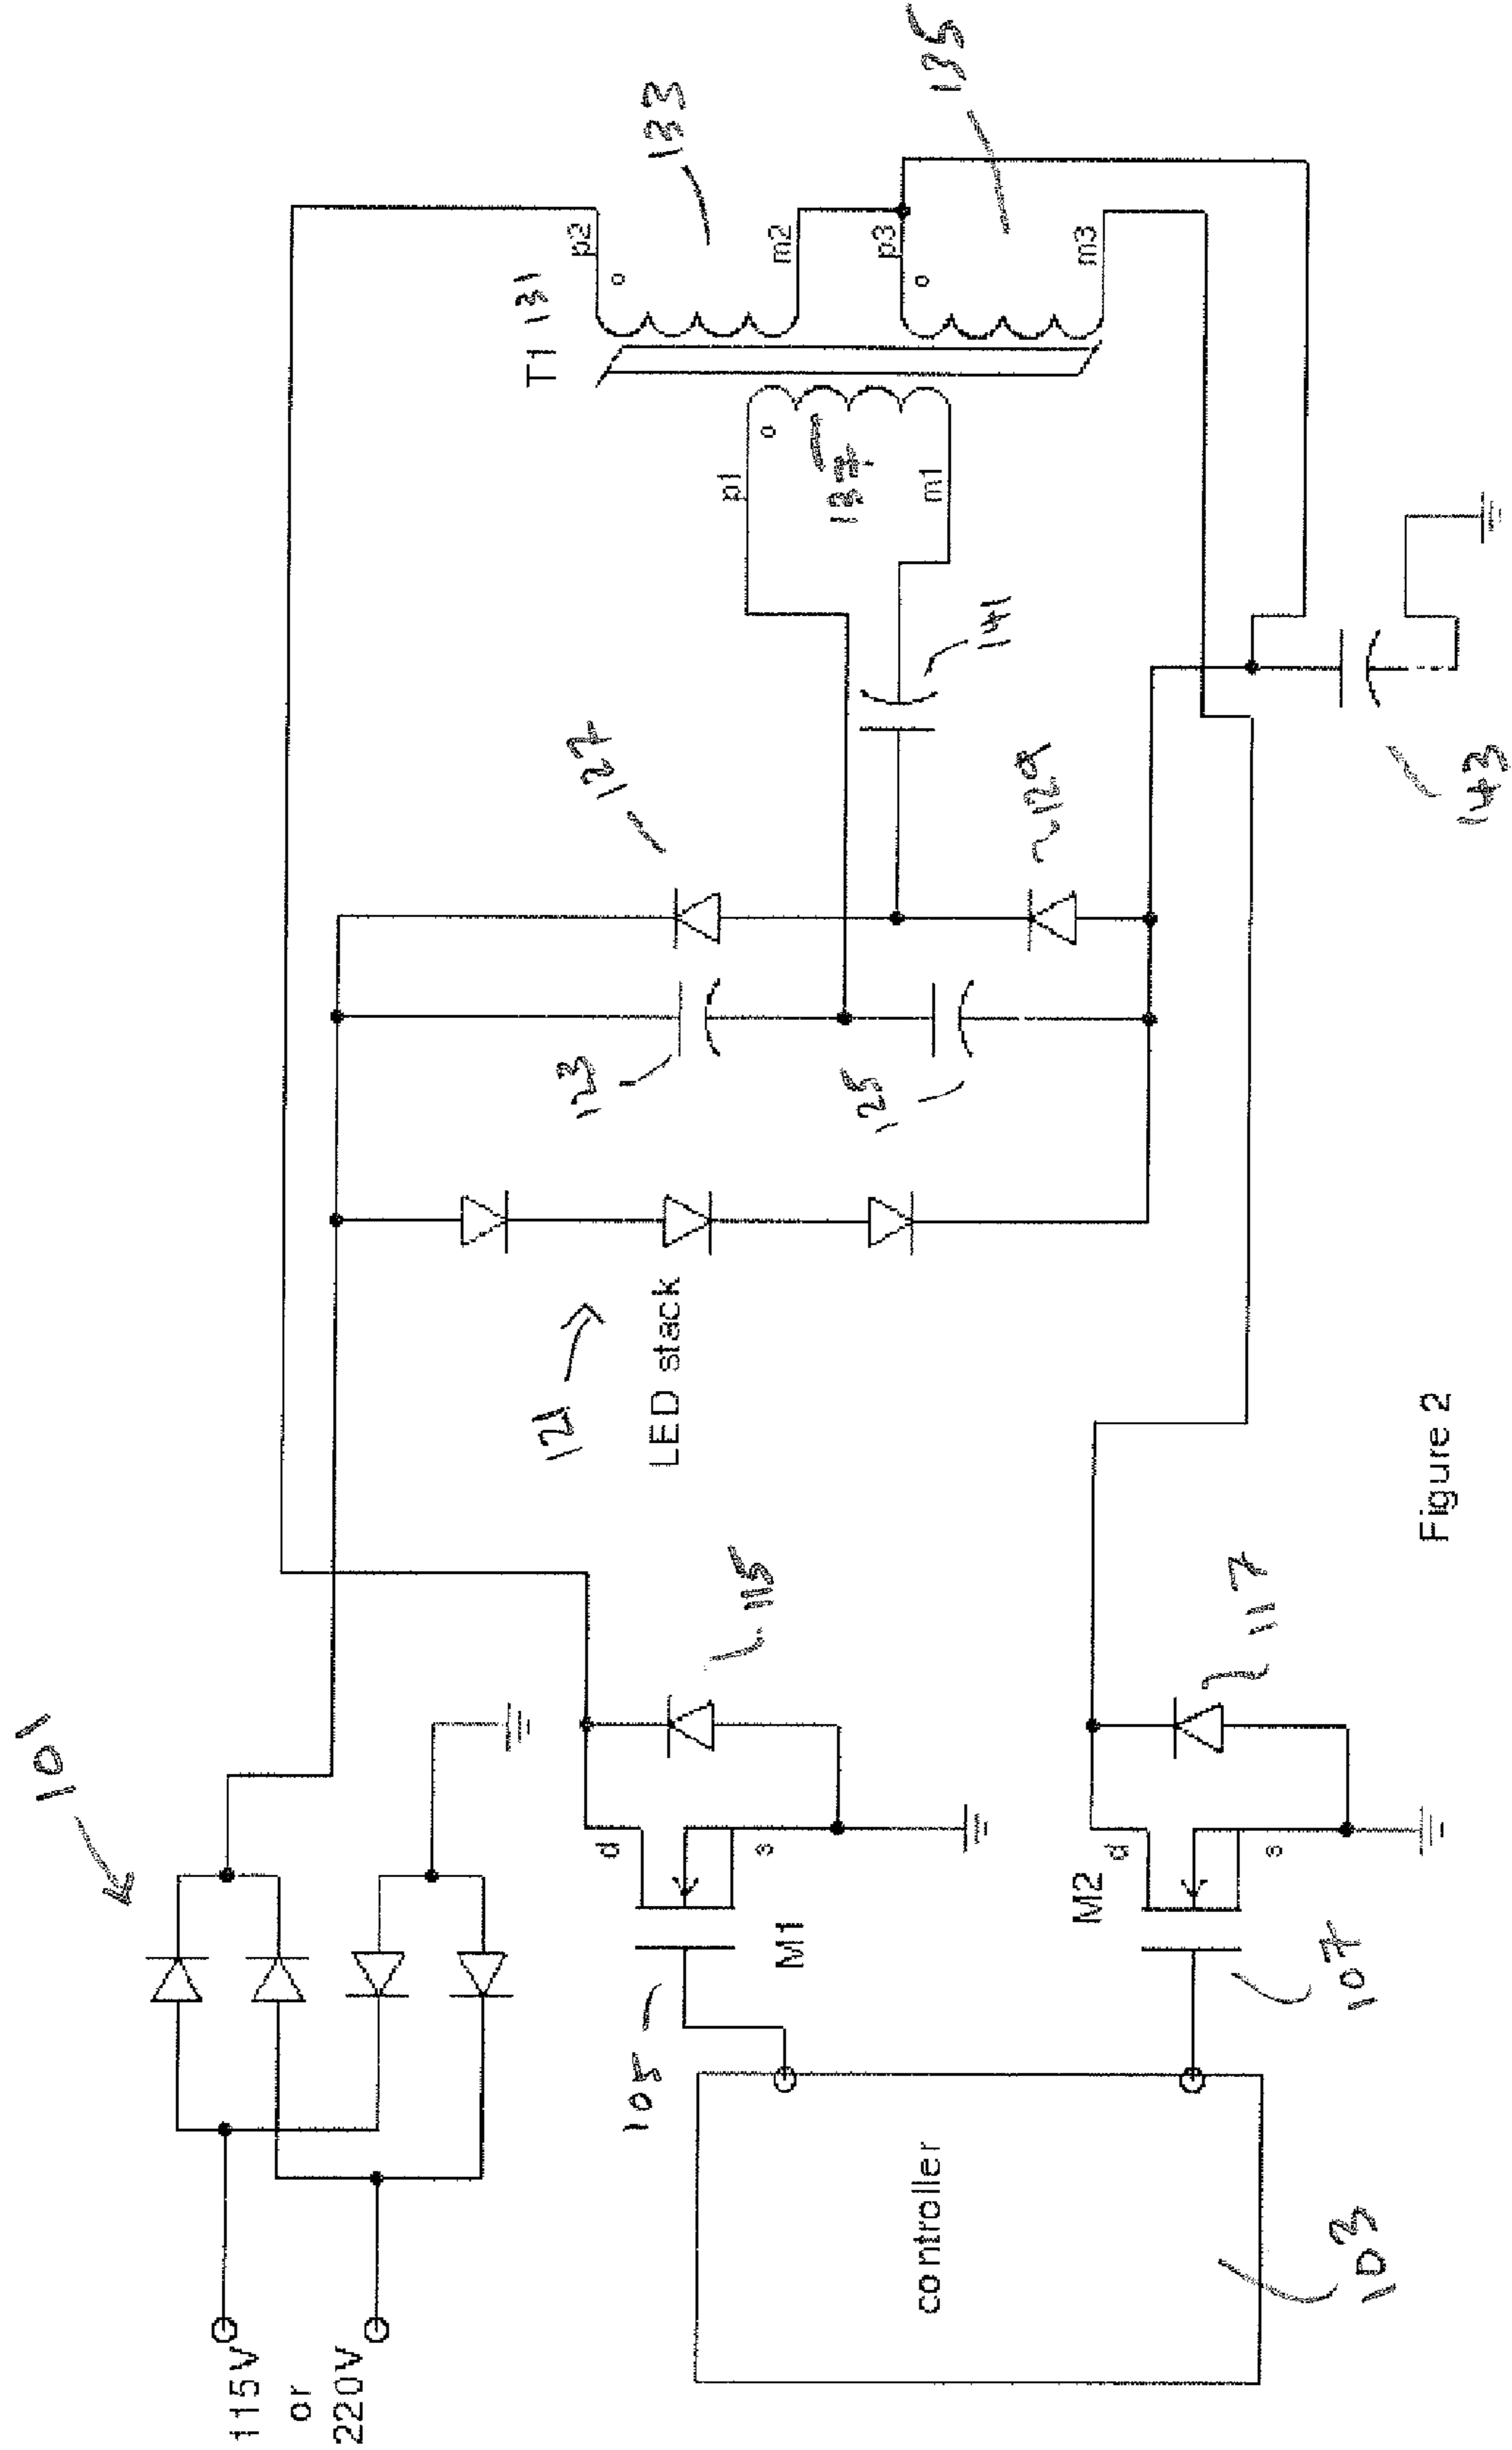 101
115V
or
220V
controller
103
105
M1
d
s
115
107
M2
d
s
117
121
LED stack
123
125
127
129
141
143
T1 131
133
135
137
p1
m1
p2
m2
p3
m3
Figure 2